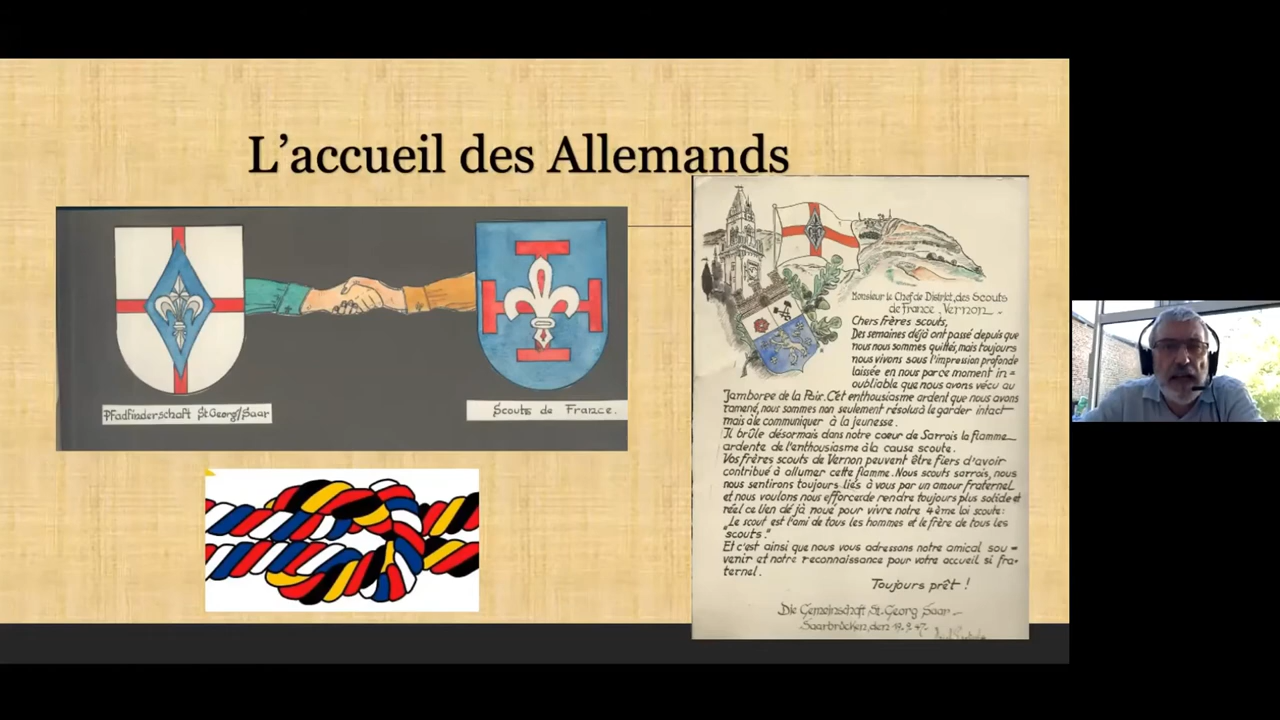 L'accueil des Allemands
Pfadfinderschaft St Georg/Saar
Scouts de France.
Monsieur le Chef de District, des Scouts
de France. Vernon
Chers frères scouts,
Des semaines déjà ont passé depuis que
nous nous sommes quittés, mais toujours
nous vivons sous l'impression profonde
laissée en nous par ce moment in=
oubliable que nous avons vécu au
Jamboree de la Paix. Cet enthousiasme ardent que nous avons
ramené, nous sommes non seulement résolus à le garder intact
mais à le communiquer à la jeunesse.
Il brûle désormais dans notre coeur de Sarrois la flamme
ardente de l'enthousiasme à la cause scoute.
Vos frères scouts de Vernon peuvent être fiers d'avoir
contribué à allumer cette flamme. Nous scouts sarrois, nous
nous sentirons toujours liés à vous par un amour fraternel
et nous voulons nous efforcer de rendre toujours plus solide et
réel ce lien déjà noué pour vivre notre 4ème loi scoute:
"Le scout est l'ami de tous les hommes et le frère de tous les
scouts."
Et c'est ainsi que nous vous adressons notre amical sou=
venir et notre reconnaissance pour votre accueil si fra-
ternel.
Toujours prêt !
Die Gemeinschaft St. Georg Saar
Saarbrücken, den 19.9.47.